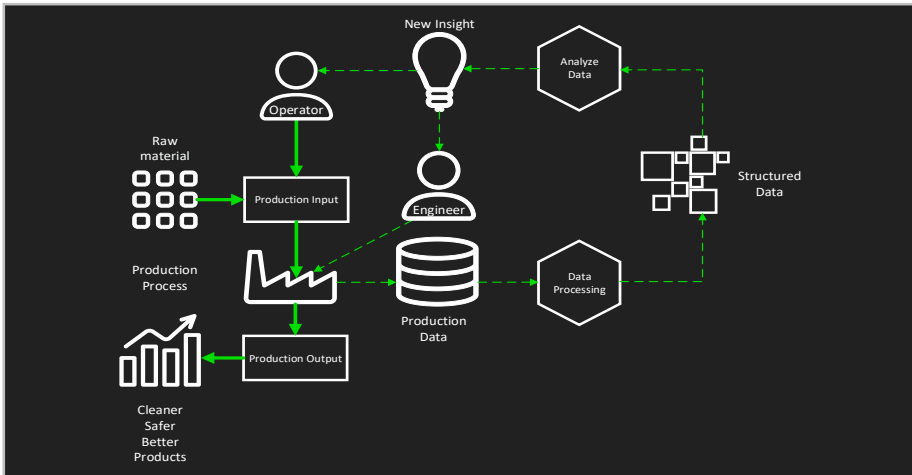 New Insight
Analyze
Data
Operator
Raw
material
Structured
Data
Production Input
Engineer
Production
Process
Data
Processing
Production
Data
Production Output
Cleaner
Safer
Better
Products